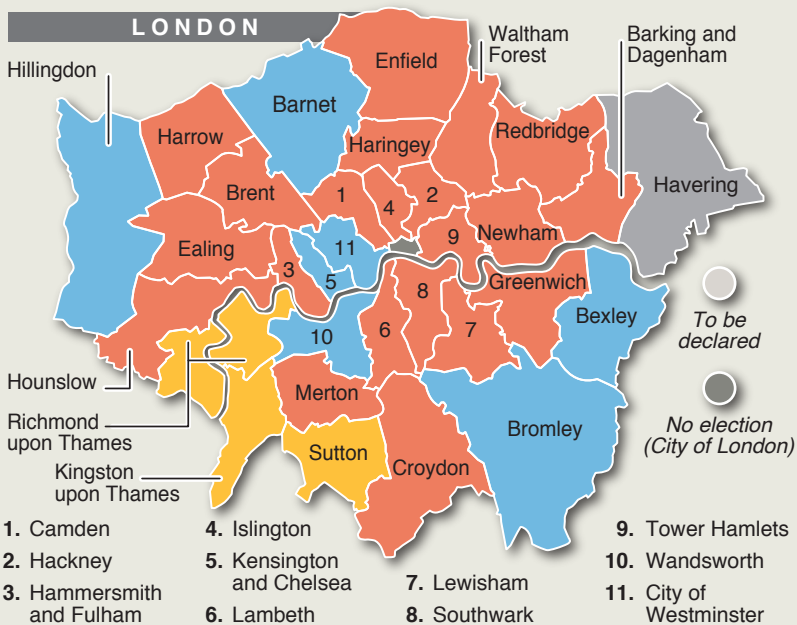 LONDON
Hillingdon
Waltham
Forest
Barking and
Dagenham
Enfield
Barnet
Harrow
Haringey
Redbridge
Havering
Brent
1
2
4
Ealing
11
9
Newham
3
5
8
Greenwich
10
6
7
Bexley
To be
declared
Hounslow
Merton
No election
(City of London)
Richmond
upon Thames
Bromley
Sutton
Croydon
Kingston
upon Thames
1. Camden
2. Hackney
3. Hammersmith
and Fulham
4. Islington
5. Kensington
and Chelsea
6. Lambeth
7. Lewisham
8. Southwark
9. Tower Hamlets
10. Wandsworth
11. City of
Westminster